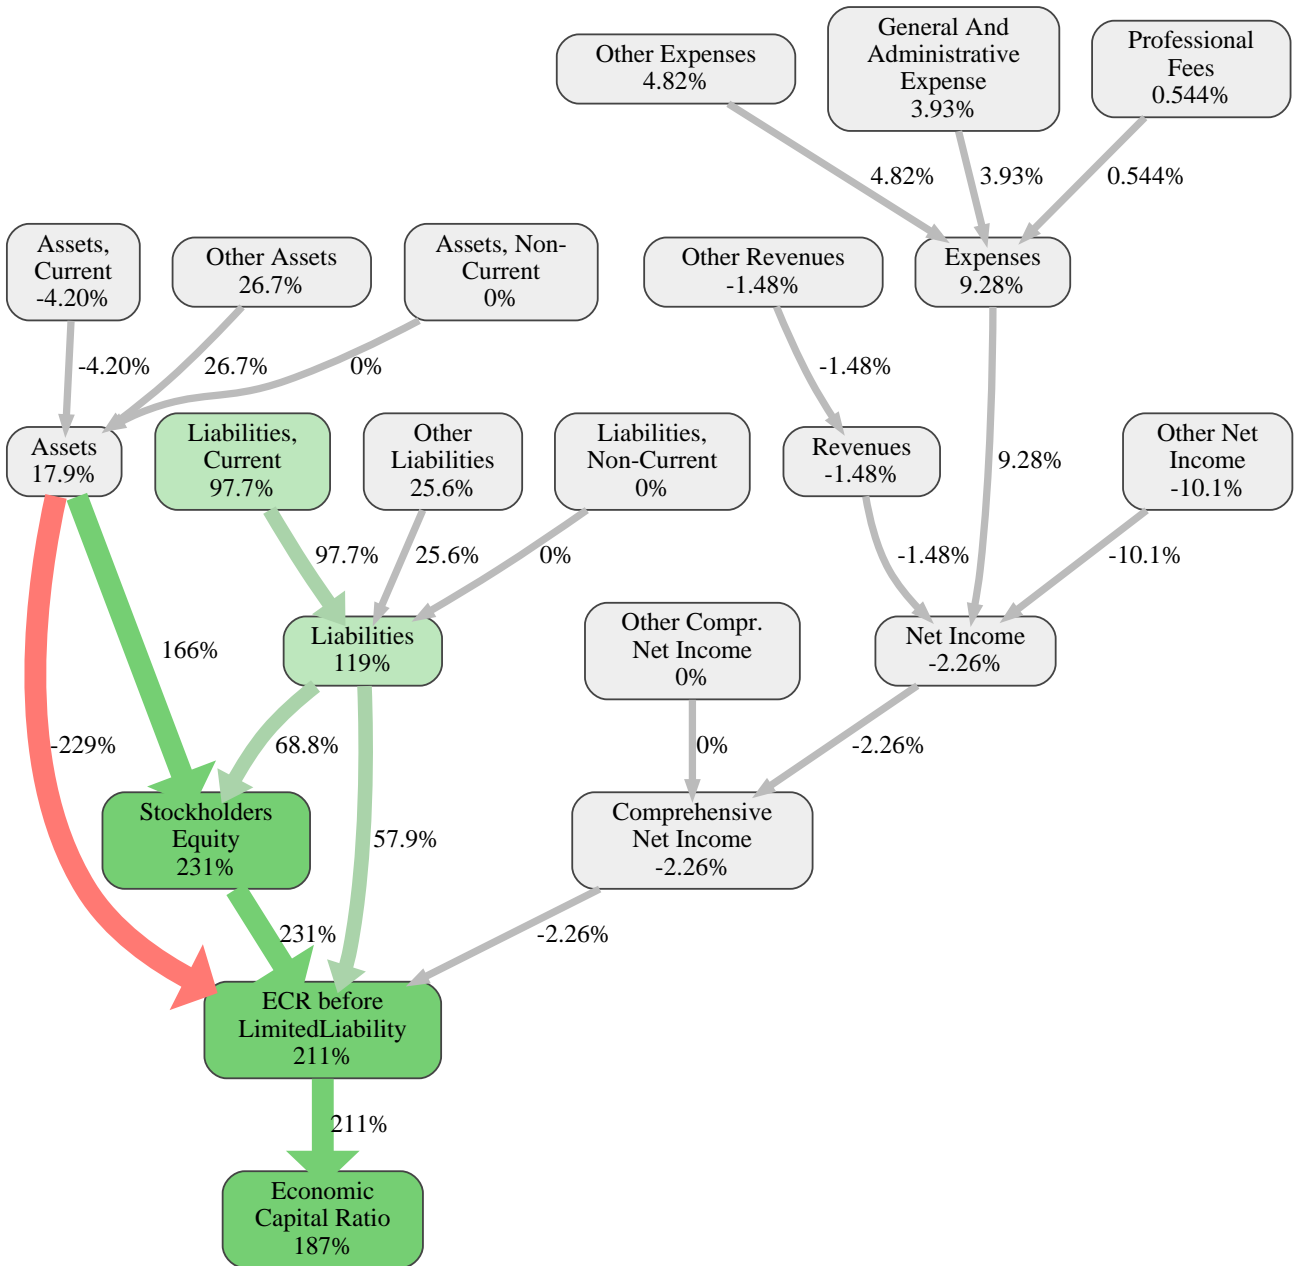 Other Expenses
4.82%
General And
Administrative
Expense
3.93%
Professional
Fees
0.544%
4.82%
3.93%
0.544%
Assets,
Current
-4.20%
Other Assets
26.7%
Assets, Non-
Current
0%
Other Revenues
-1.48%
Expenses
9.28%
-4.20%
26.7%
0%
-1.48%
Assets
17.9%
Liabilities,
Current
97.7%
Other
Liabilities
25.6%
Liabilities,
Non-Current
0%
Revenues
-1.48%
9.28%
Other Net
Income
-10.1%
97.7%
25.6%
0%
-1.48%
-10.1%
166%
Liabilities
119%
Other Compr.
Net Income
0%
Net Income
-2.26%
-229%
68.8%
0%
-2.26%
Stockholders
Equity
231%
57.9%
Comprehensive
Net Income
-2.26%
231%
-2.26%
ECR before
LimitedLiability
211%
211%
Economic
Capital Ratio
187%